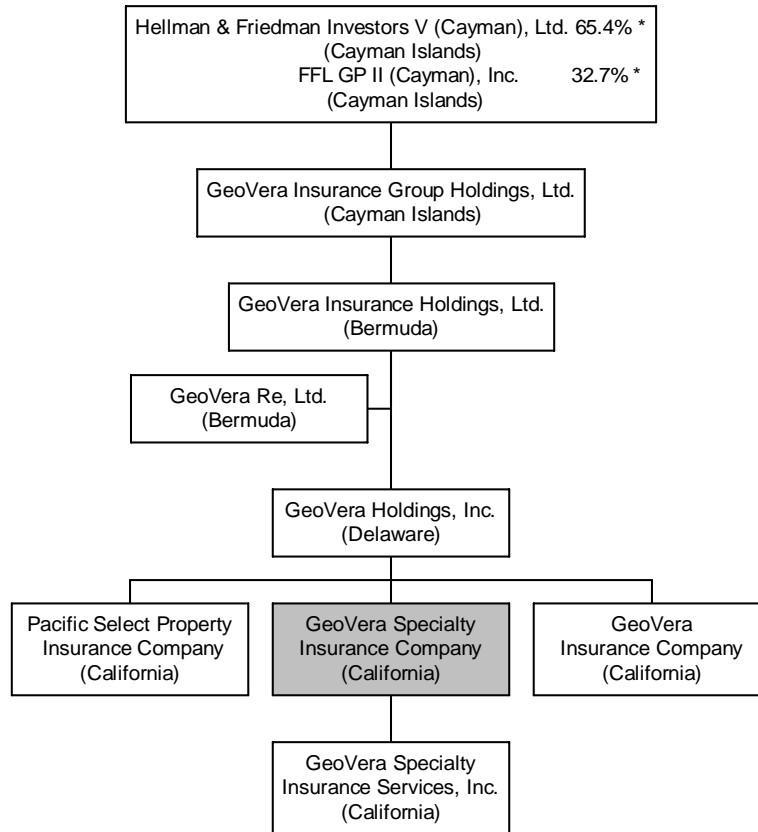 Hellman & Friedman Investors V (Cayman), Ltd. 65.4% *
(Cayman Islands)
FFL GP II (Cayman), Inc. 32.7% *
(Cayman Islands)
GeoVera Insurance Group Holdings, Ltd.
(Cayman Islands)
GeoVera Insurance Holdings, Ltd.
(Bermuda)
GeoVera Re, Ltd.
(Bermuda)
GeoVera Holdings, Inc.
(Delaware)
Pacific Select Property
Insurance Company
(California)
GeoVera Specialty
Insurance Company
(California)
GeoVera
Insurance Company
(California)
GeoVera Specialty
Insurance Services, Inc.
(California)